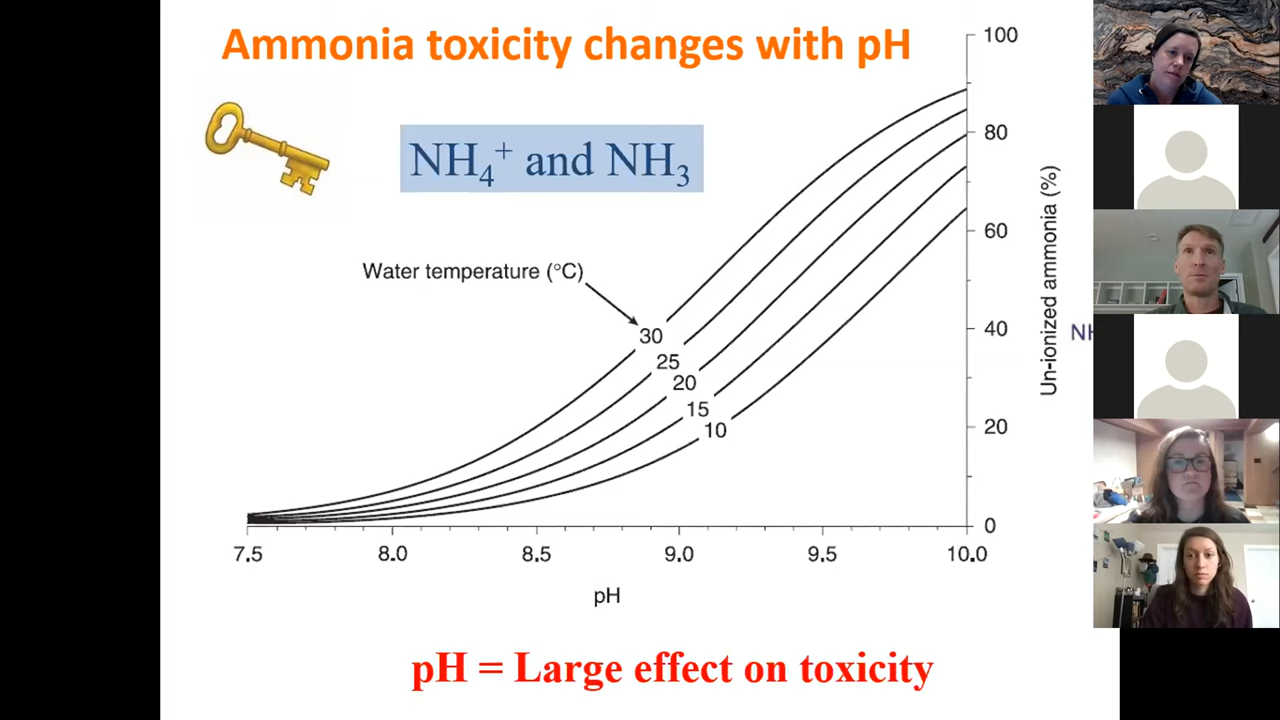 Ammonia toxicity changes with pH
NH₄⁺ and NH₃
Water temperature (°C)
30
25
20
15
10
100
80
60
40
20
0
Un-ionized ammonia (%)
NH
7.5 8.0 8.5 9.0 9.5 10.0
pH
pH = Large effect on toxicity